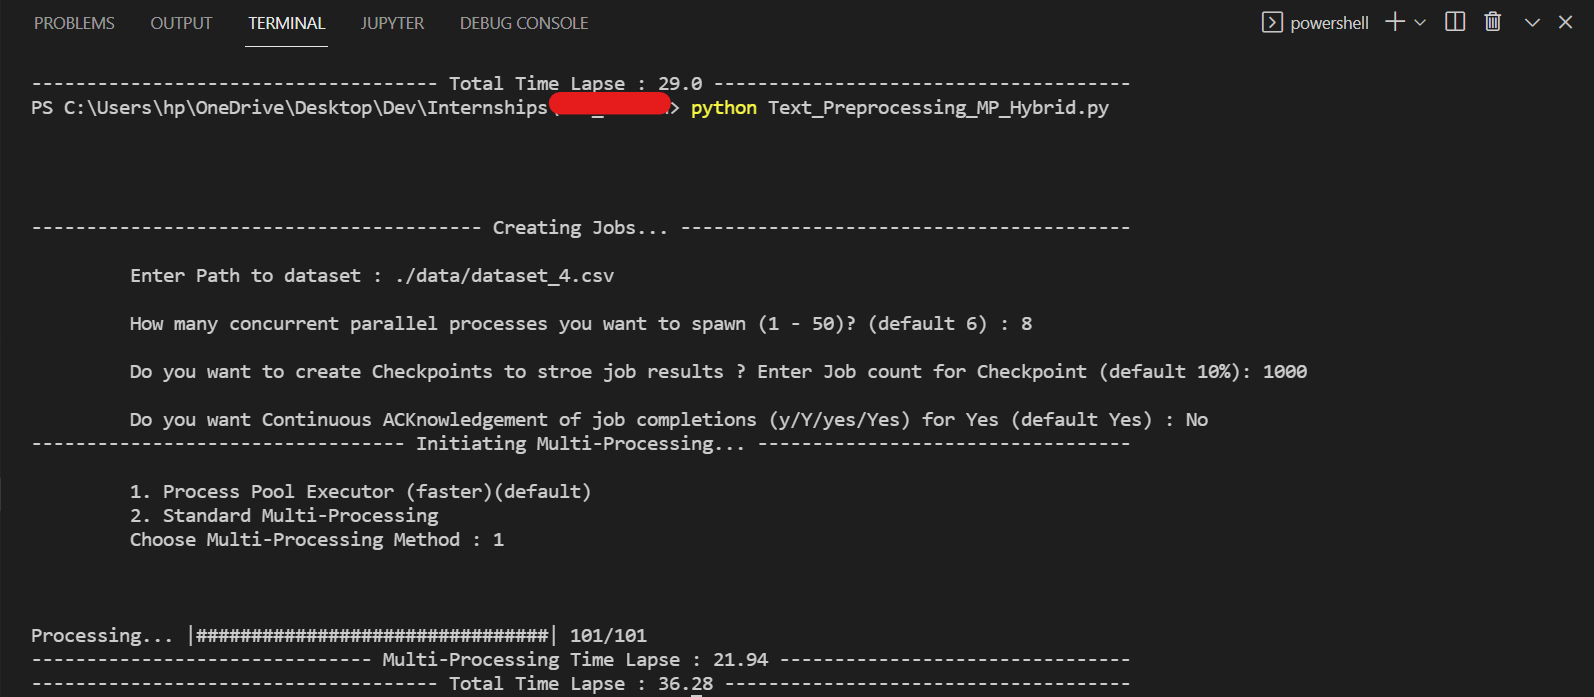 PROBLEMS OUTPUT TERMINAL JUPYTER DEBUG CONSOLE powershell
------------------------------------- Total Time Lapse : 29.0 --------------------------------------
PS C:\Users\hp\OneDrive\Desktop\Dev\Internships\ > python Text_Preprocessing_MP_Hybrid.py
----------------------------------------- Creating Jobs... -----------------------------------------
Enter Path to dataset : ./data/dataset_4.csv
How many concurrent parallel processes you want to spawn (1 - 50)? (default 6) : 8
Do you want to create Checkpoints to stroe job results ? Enter Job count for Checkpoint (default 10%): 1000
Do you want Continuous ACKnowledgement of job completions (y/Y/yes/Yes) for Yes (default Yes) : No
---------------------------------- Initiating Multi-Processing... ----------------------------------
1. Process Pool Executor (faster)(default)
2. Standard Multi-Processing
Choose Multi-Processing Method : 1
Processing... |################################| 101/101
------------------------------- Multi-Processing Time Lapse : 21.94 --------------------------------
------------------------------------- Total Time Lapse : 36.28 -------------------------------------